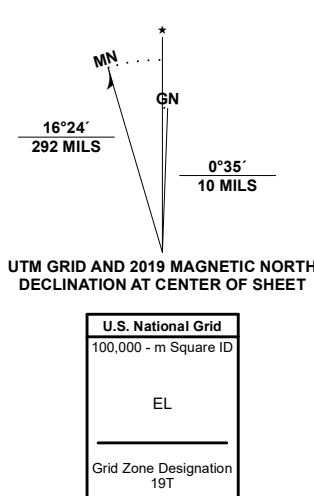 ★
MN
GN
16°24´
292 MILS
0°35´
10 MILS
UTM GRID AND 2019 MAGNETIC NORTH
DECLINATION AT CENTER OF SHEET
U.S. National Grid
100,000 - m Square ID
EL
Grid Zone Designation
19T